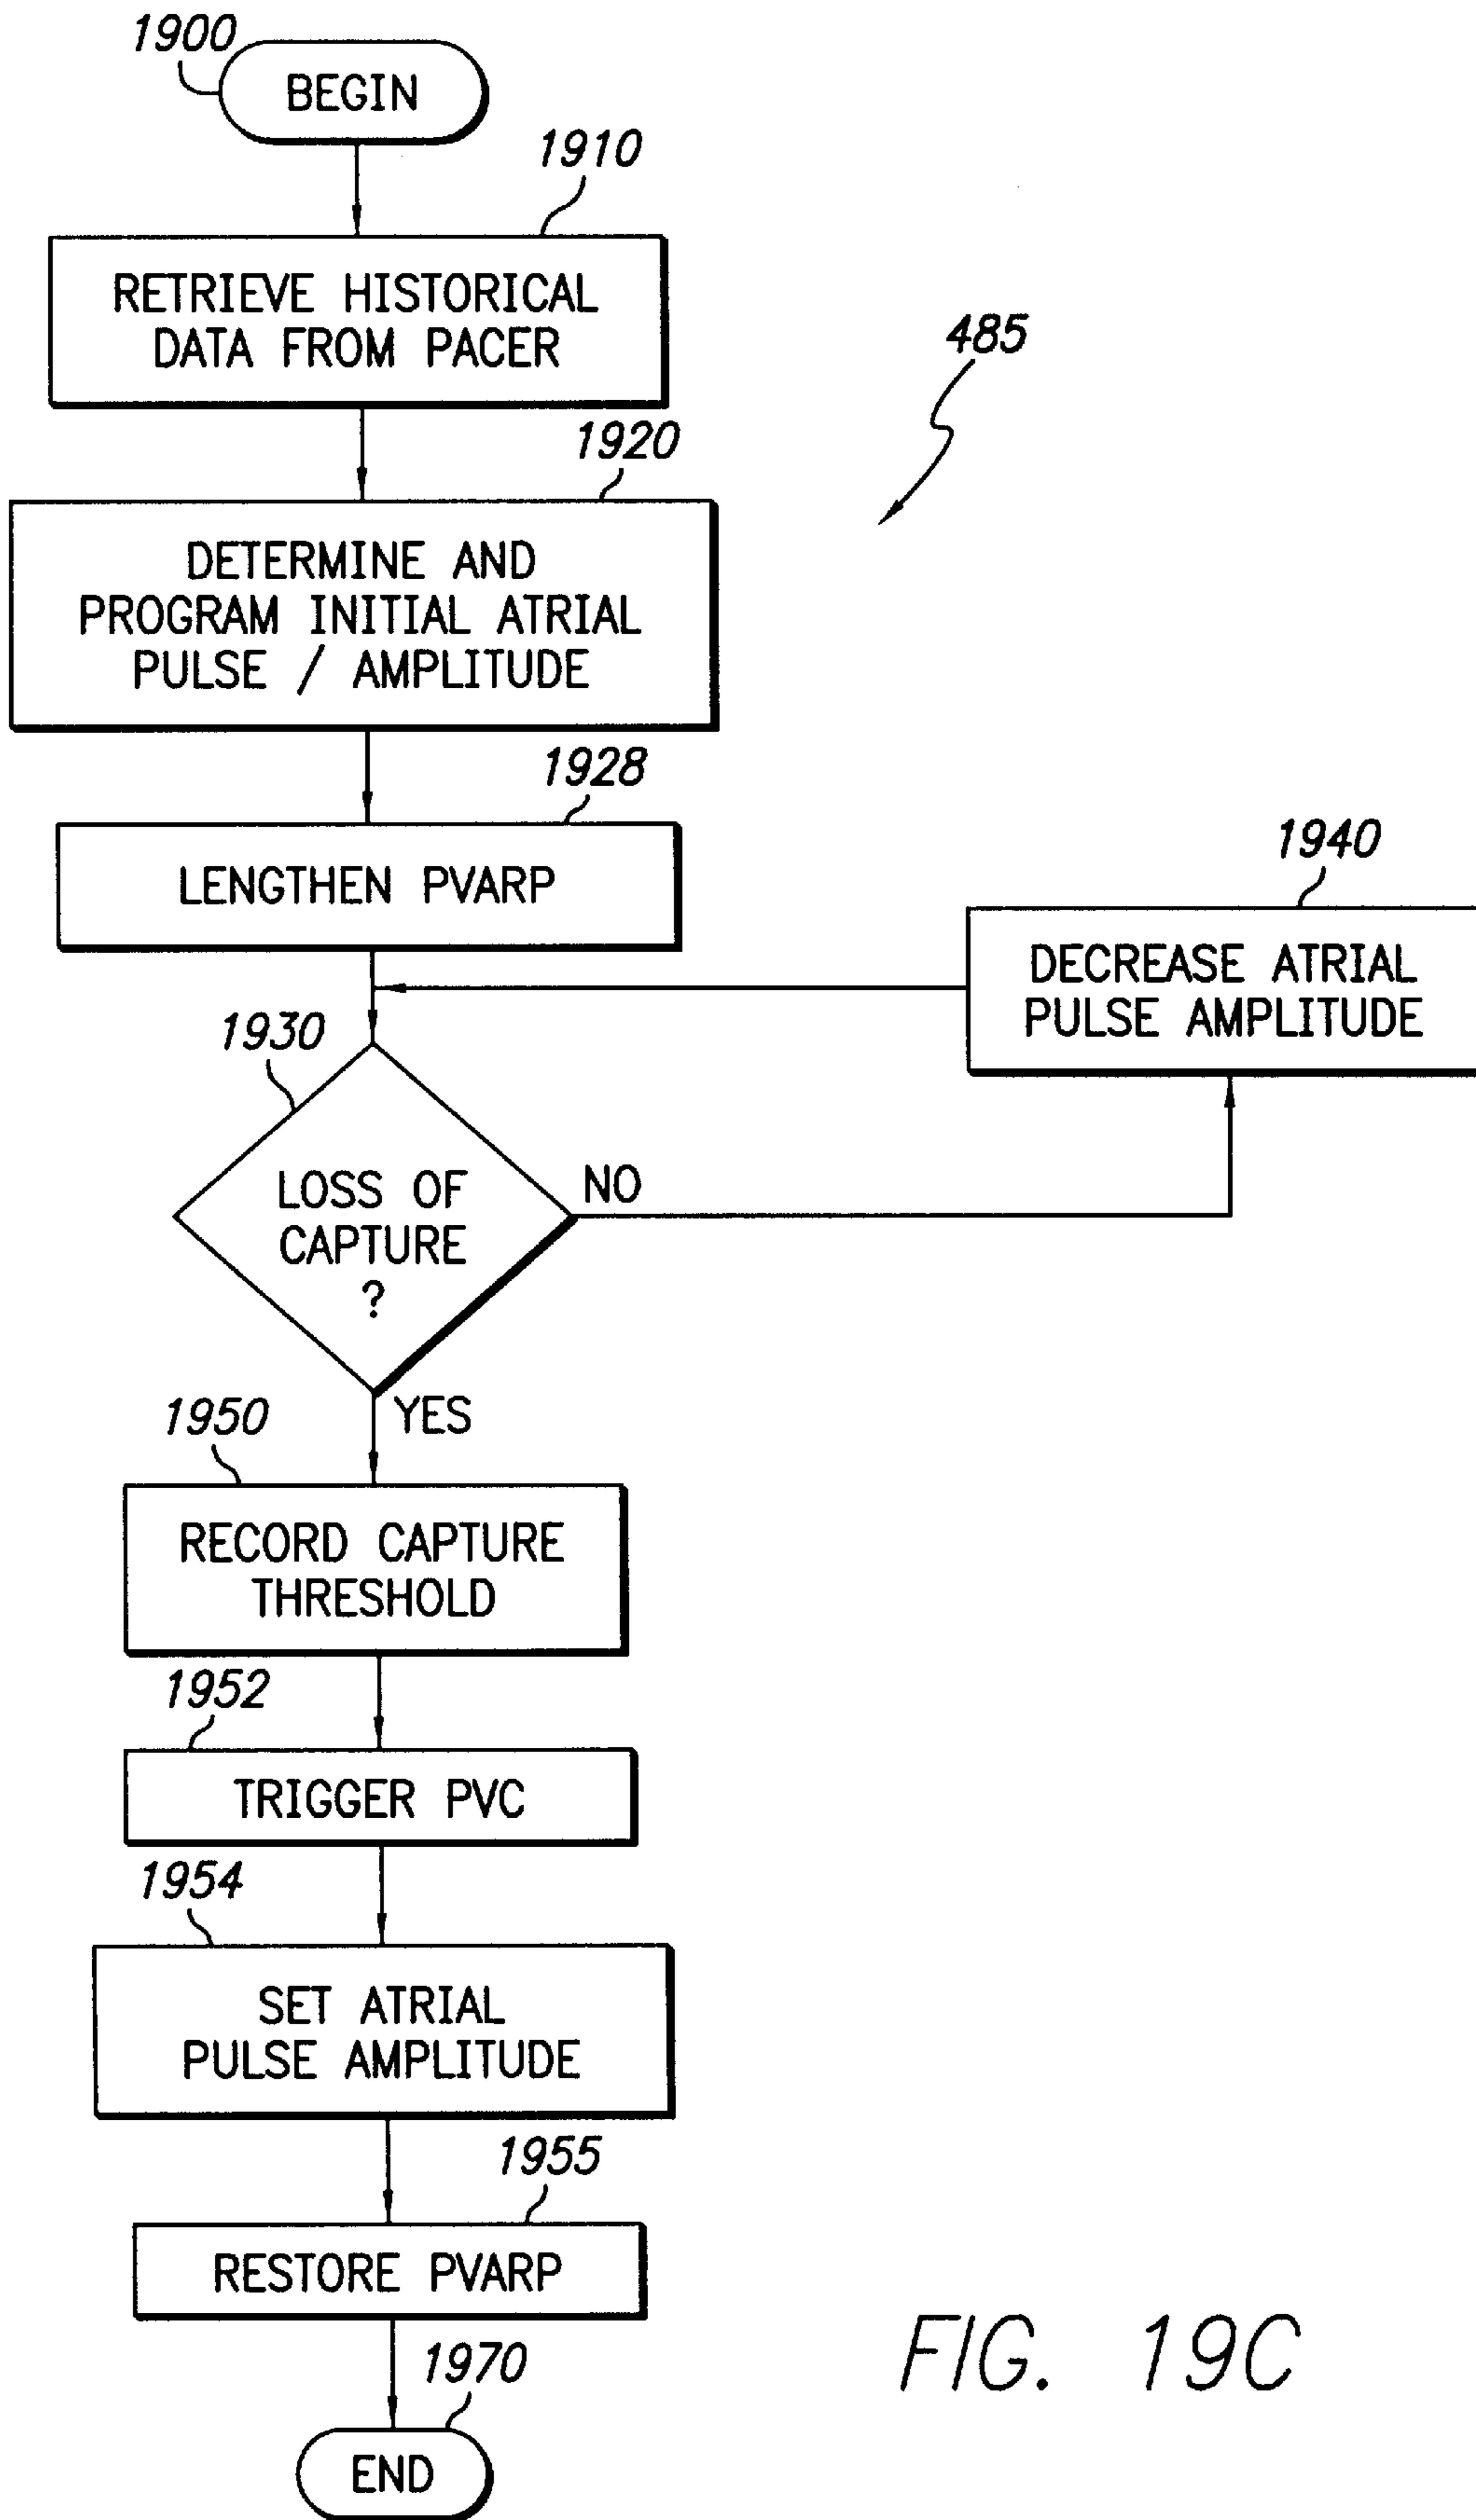 1900
BEGIN
1910
RETRIEVE HISTORICAL
DATA FROM PACER
485
1920
DETERMINE AND
PROGRAM INITIAL ATRIAL
PULSE / AMPLITUDE
1928
LENGTHEN PVARP
1940
DECREASE ATRIAL
PULSE AMPLITUDE
1930
LOSS OF
CAPTURE
?
NO
YES
1950
RECORD CAPTURE
THRESHOLD
1952
TRIGGER PVC
1954
SET ATRIAL
PULSE AMPLITUDE
1955
RESTORE PVARP
1970
END
FIG. 19C